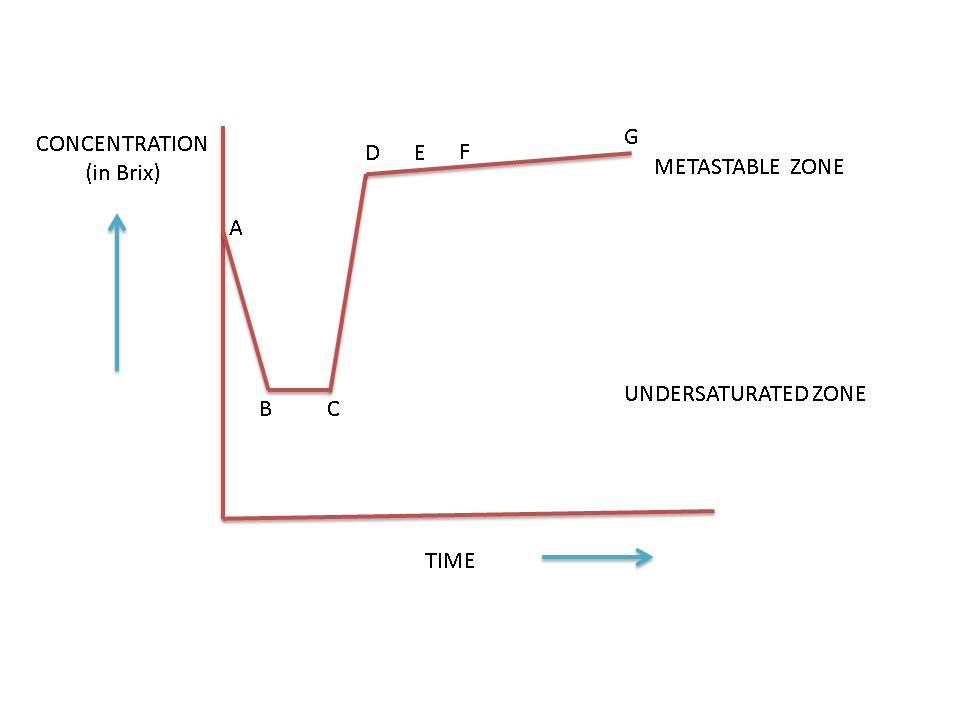 CONCENTRATION
(in Brix)
A
B
C
D
E
F
G
METASTABLE ZONE
UNDERSATURATED ZONE
TIME